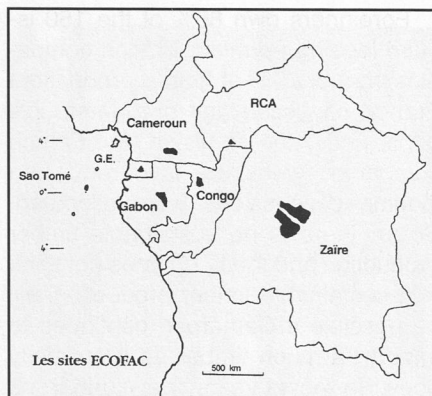 RCA
Cameroun
4°
G.E.
Sao Tomé
0°
Congo
Gabon
Zaïre
4°
Les sites ECOFAC
500 km